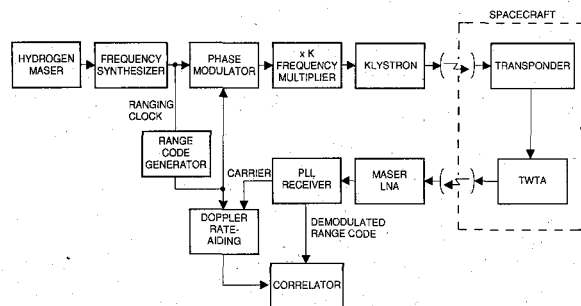 SPACECRAFT
HYDROGEN
MASER
FREQUENCY
SYNTHESIZER
PHASE
MODULATOR
x K
FREQUENCY
MULTIPLIER
KLYSTRON
TRANSPONDER
RANGING
CLOCK
RANGE
CODE
GENERATOR
CARRIER
PLL
RECEIVER
MASER
LNA
TWTA
DOPPLER
RATE-
AIDING
DEMODULATED
RANGE CODE
CORRELATOR